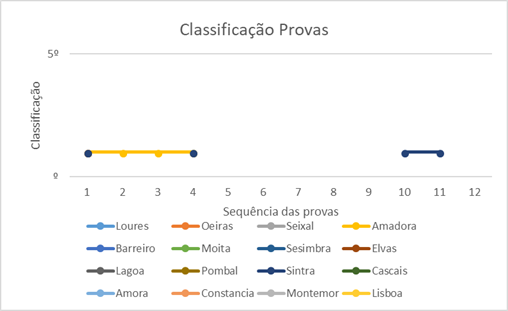 Classificação Provas
5º
Classificação
º
1 2 3 4 5 6 7 8 9 10 11 12
Sequência das provas
Loures Oeiras Seixal Amadora
Barreiro Moita Sesimbra Elvas
Lagoa Pombal Sintra Cascais
Amora Constancia Montemor Lisboa